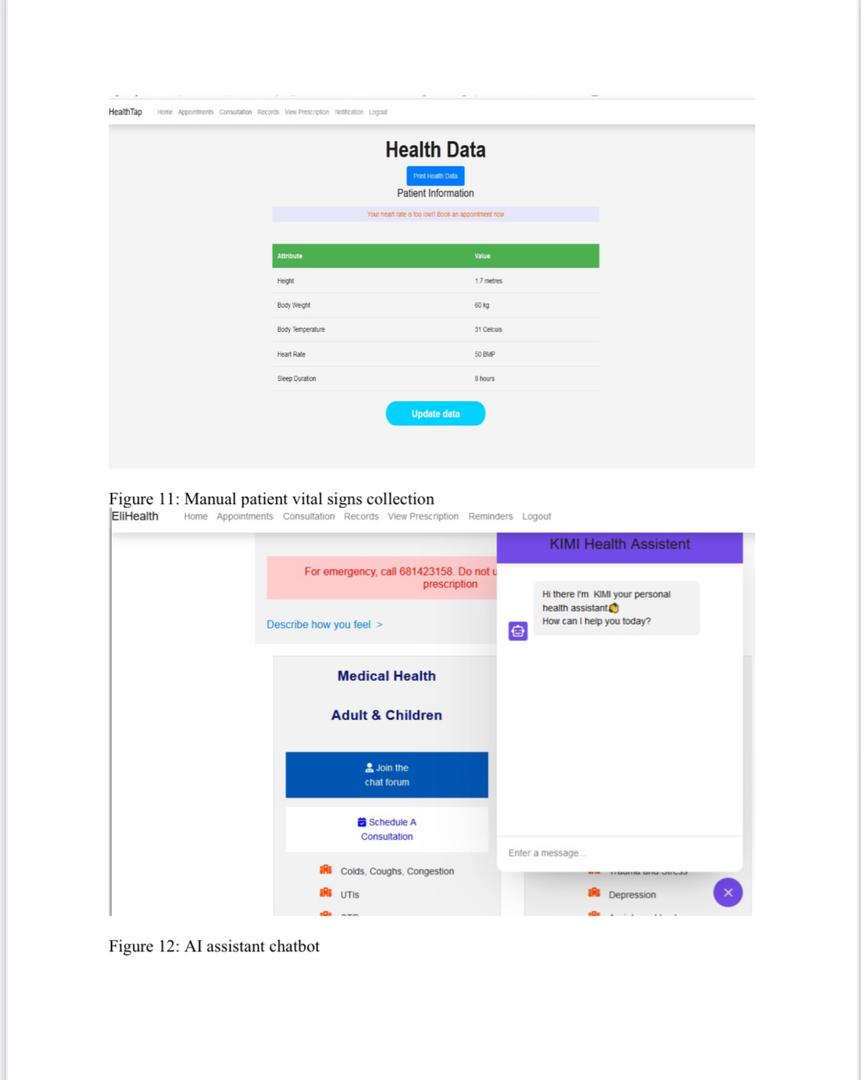 HealthTap Home Appointments Consultation Records View Prescription Notification Logout
Health Data
Print Health Data
Patient Information
Your heart rate is too low!! Book an appointment now
Attribute Value
Height 1.7 metres
Body Weight 60 kg
Body Temperature 31 Celcuis
Heart Rate 50 BMP
Sleep Duration 8 hours
Update data
Figure 11: Manual patient vital signs collection
EliHealth Home Appointments Consultation Records View Prescription Reminders Logout
For emergency, call 681423158. Do not
prescription
Describe how you feel >
Medical Health
Adult & Children
Join the
chat forum
Schedule A
Consultation
Colds, Coughs, Congestion
UTIs
KIMI Health Assistent
Hi there I'm KIMI your personal
health assistant
How can I help you today?
Enter a message...
Trauma and Stress
Depression
Figure 12: AI assistant chatbot